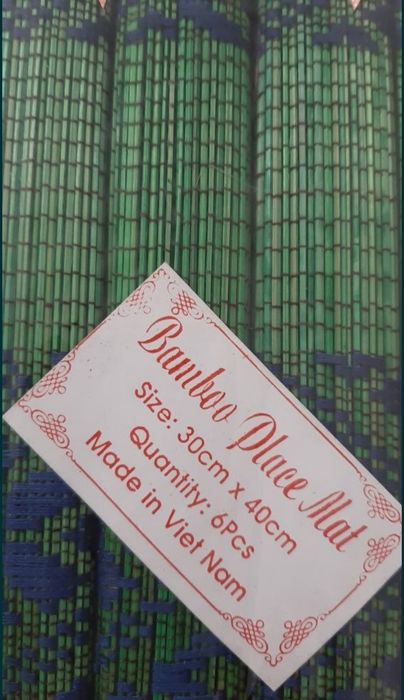 Bamboo Place Mat
Size: 30cm x 40cm
Quantity: 6Pcs
Made in Viet Nam